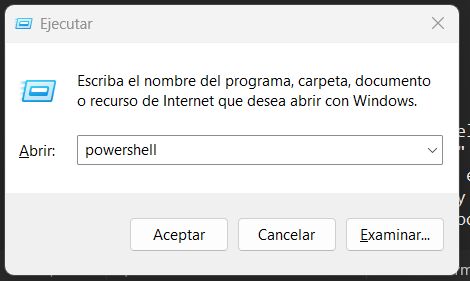 Ejecutar
Escriba el nombre del programa, carpeta, documento
o recurso de Internet que desea abrir con Windows.
Abrir: powershell
Aceptar Cancelar Examinar...